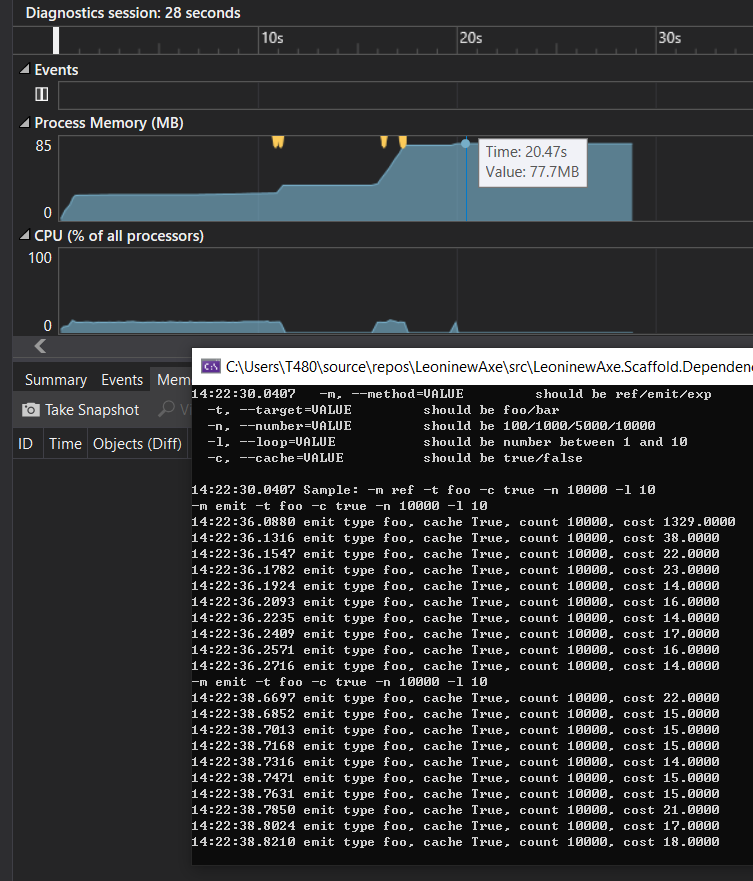 Diagnostics session: 28 seconds
10s 20s 30s
Events
Process Memory (MB)
85
0
Time: 20.47s
Value: 77.7MB
CPU (% of all processors)
100
0
C:\Users\T480\source\repos\LeoninewAxe\src\LeoninewAxe.Scaffold.Dependenc
Summary Events Mem
Take Snapshot
ID Time Objects (Diff)
14:22:30.0407 -m, --method=VALUE should be ref/emit/exp
-t, --target=VALUE should be foo/bar
-n, --number=VALUE should be 100/1000/5000/10000
-l, --loop=VALUE should be number between 1 and 10
-c, --cache=VALUE should be true/false
14:22:30.0407 Sample: -m ref -t foo -c true -n 10000 -l 10
-m emit -t foo -c true -n 10000 -l 10
14:22:36.0880 emit type foo, cache True, count 10000, cost 1329.0000
14:22:36.1316 emit type foo, cache True, count 10000, cost 38.0000
14:22:36.1547 emit type foo, cache True, count 10000, cost 22.0000
14:22:36.1782 emit type foo, cache True, count 10000, cost 23.0000
14:22:36.1924 emit type foo, cache True, count 10000, cost 14.0000
14:22:36.2093 emit type foo, cache True, count 10000, cost 16.0000
14:22:36.2235 emit type foo, cache True, count 10000, cost 14.0000
14:22:36.2409 emit type foo, cache True, count 10000, cost 17.0000
14:22:36.2571 emit type foo, cache True, count 10000, cost 16.0000
14:22:36.2716 emit type foo, cache True, count 10000, cost 14.0000
-m emit -t foo -c true -n 10000 -l 10
14:22:38.6697 emit type foo, cache True, count 10000, cost 22.0000
14:22:38.6852 emit type foo, cache True, count 10000, cost 15.0000
14:22:38.7013 emit type foo, cache True, count 10000, cost 15.0000
14:22:38.7168 emit type foo, cache True, count 10000, cost 15.0000
14:22:38.7316 emit type foo, cache True, count 10000, cost 14.0000
14:22:38.7471 emit type foo, cache True, count 10000, cost 15.0000
14:22:38.7631 emit type foo, cache True, count 10000, cost 15.0000
14:22:38.7850 emit type foo, cache True, count 10000, cost 21.0000
14:22:38.8024 emit type foo, cache True, count 10000, cost 17.0000
14:22:38.8210 emit type foo, cache True, count 10000, cost 18.0000